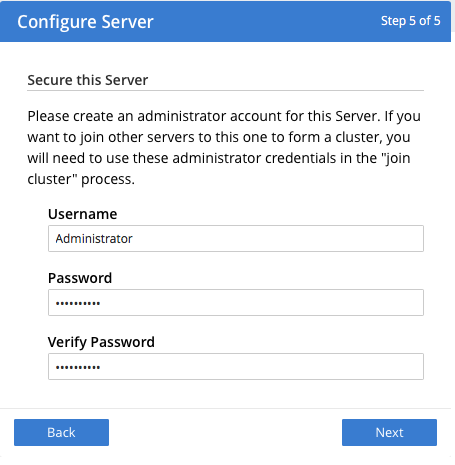 Configure Server
Step 5 of 5
Secure this Server
Please create an administrator account for this Server. If you
want to join other servers to this one to form a cluster, you
will need to use these administrator credentials in the "join
cluster" process.
Username
Administrator
Password
••••••••••
Verify Password
••••••••••
Back
Next